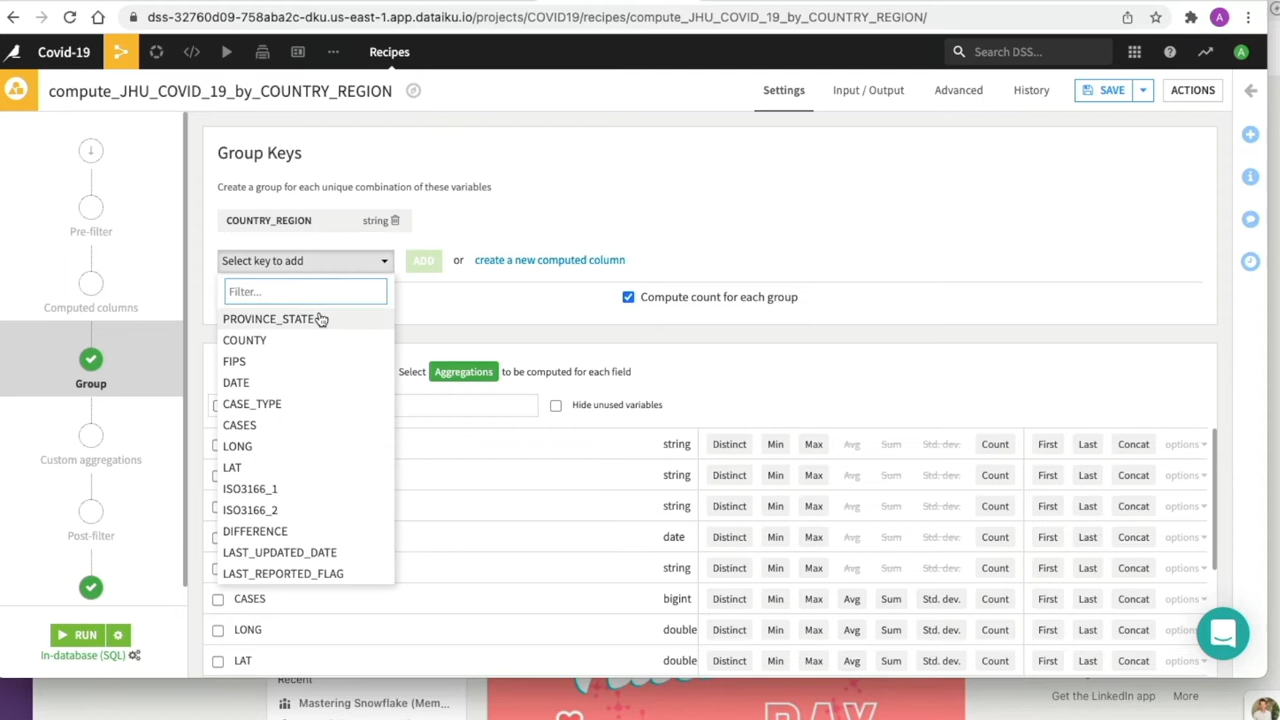 dss-32760d09-758aba2c-dku.us-east-1.app.dataiku.io/projects/COVID19/recipes/compute_JHU_COVID_19_by_COUNTRY_REGION/
A
Covid-19
Recipes
Search DSS...
A
compute_JHU_COVID_19_by_COUNTRY_REGION
Settings
Input / Output
Advanced
History
SAVE
ACTIONS
Pre-filter
Computed columns
Group
Custom aggregations
Post-filter
RUN
In-database (SQL)
Group Keys
Create a group for each unique combination of these variables
COUNTRY_REGION string
Select key to add ADD or create a new computed column
Filter...
Compute count for each group
PROVINCE_STATE
COUNTY
FIPS
DATE
CASE_TYPE
CASES
LONG
LAT
ISO3166_1
ISO3166_2
DIFFERENCE
LAST_UPDATED_DATE
LAST_REPORTED_FLAG
Select Aggregations to be computed for each field
Hide unused variables
string Distinct Min Max Avg Sum Std. dev. Count First Last Concat options
string Distinct Min Max Avg Sum Std. dev. Count First Last Concat options
string Distinct Min Max Avg Sum Std. dev. Count First Last Concat options
date Distinct Min Max Avg Sum Std. dev. Count First Last Concat options
string Distinct Min Max Avg Sum Std. dev. Count First Last Concat options
CASES bigint Distinct Min Max Avg Sum Std. dev. Count First Last Concat options
LONG double Distinct Min Max Avg Sum Std. dev. Count First Last Concat options
LAT double Distinct Min Max Avg Sum Std. dev. Count First Last Concat options
Recent
Mastering Snowflake (Mem...
DAY
Get the LinkedIn app More